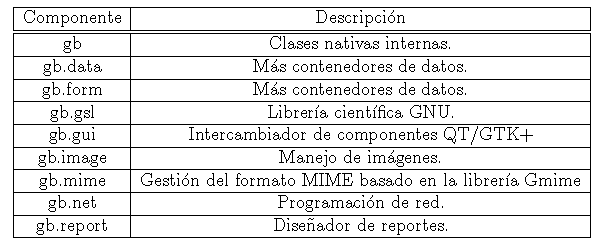 Componente Descripción
gb Clases nativas internas.
gb.data Más contenedores de datos.
gb.form Más contenedores de datos.
gb.gsl Librería científica GNU.
gb.gui Intercambiador de componentes QT/GTK+
gb.image Manejo de imágenes.
gb.mime Gestión del formato MIME basado en la librería Gmime
gb.net Programación de red.
gb.report Diseñador de reportes.